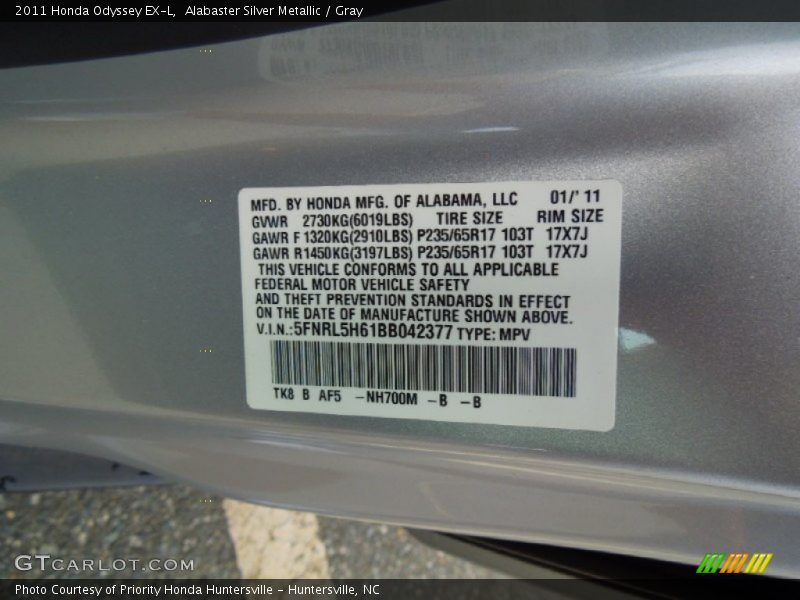 2011 Honda Odyssey EX-L,  Alabaster Silver Metallic / Gray
MFD. BY HONDA MFG. OF ALABAMA, LLC 01/' 11
GVWR 2730KG(6019LBS) TIRE SIZE RIM SIZE
GAWR F 1320KG(2910LBS) P235/65R17 103T 17X7J
GAWR R1450KG(3197LBS) P235/65R17 103T 17X7J
THIS VEHICLE CONFORMS TO ALL APPLICABLE
FEDERAL MOTOR VEHICLE SAFETY
AND THEFT PREVENTION STANDARDS IN EFFECT
ON THE DATE OF MANUFACTURE SHOWN ABOVE.
V.I.N.:5FNRL5H61BB042377 TYPE: MPV
TK8 B AF5 -NH700M -B -B
GTCARLOT.COM
Photo Courtesy of Priority Honda Huntersville - Huntersville, NC